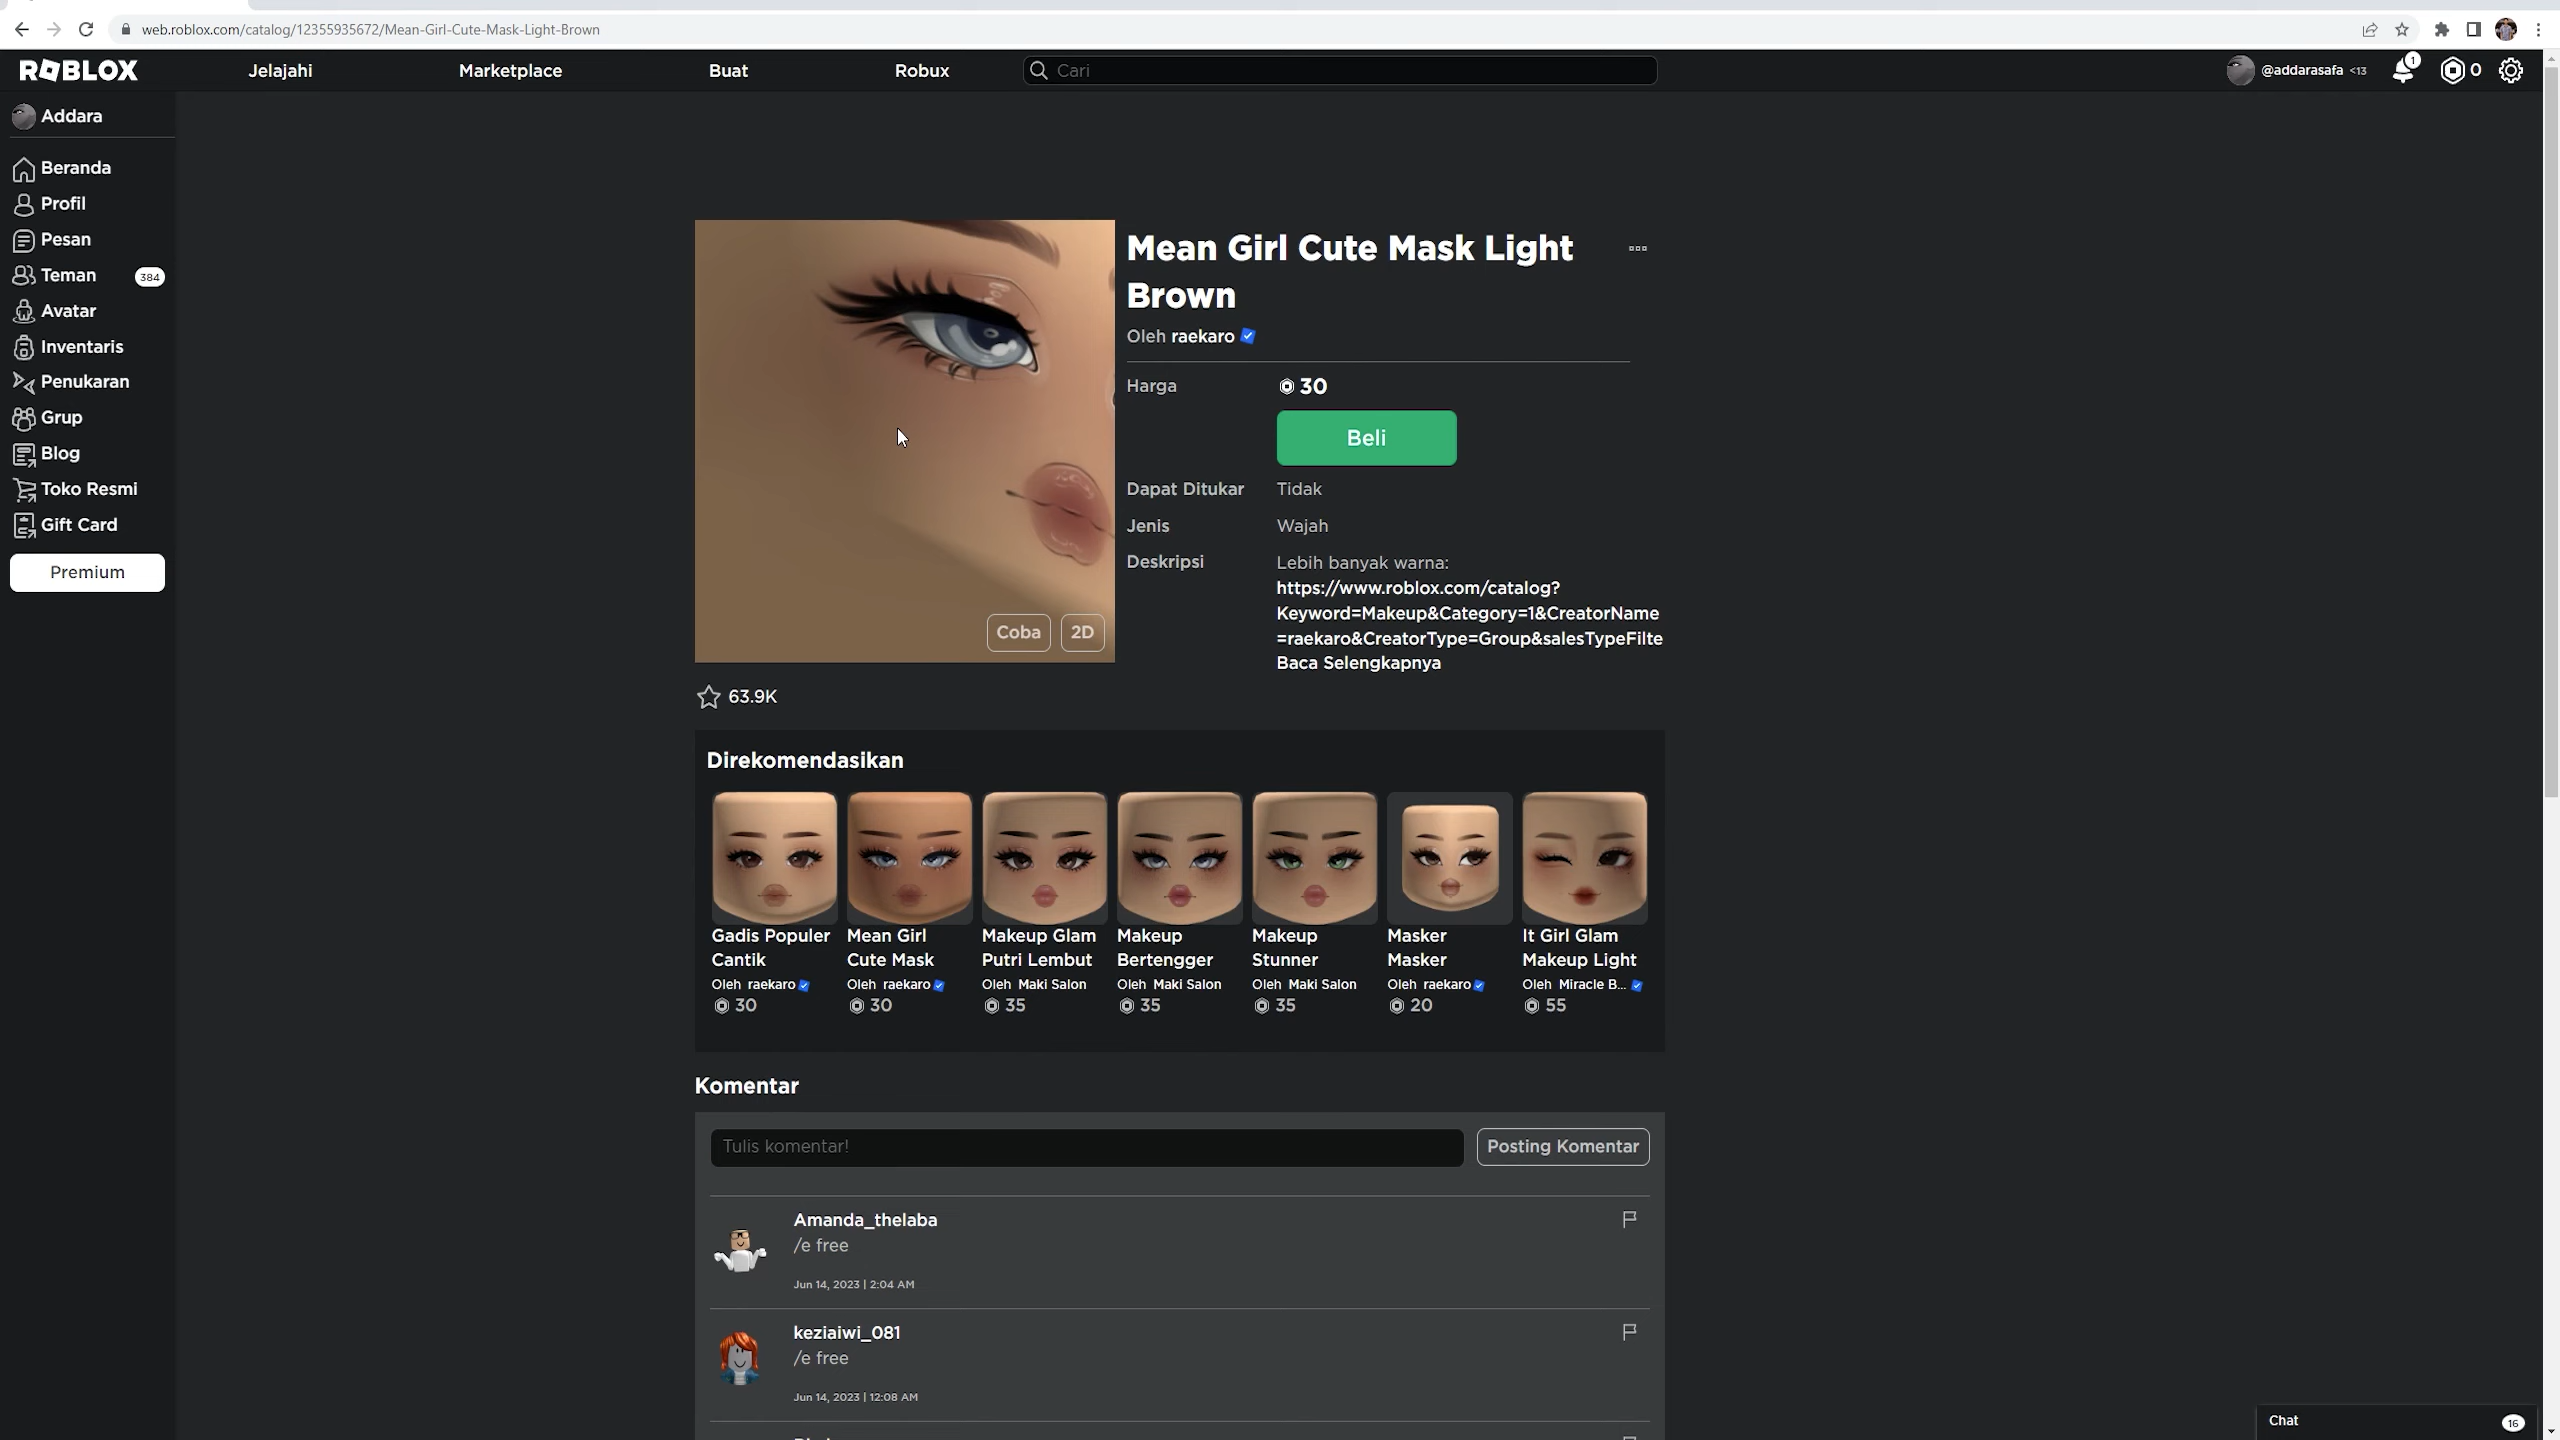 web.roblox.com/catalog/12355935672/Mean-Girl-Cute-Mask-Light-Brown
ROBLOX
Jelajahi
Marketplace
Buat
Robux
Cari
@addarasafa <13
1
0
Addara
Beranda
Profil
Pesan
Teman 384
Avatar
Inventaris
Penukaran
Grup
Blog
Toko Resmi
Gift Card
Premium
Coba
2D
63.9K
Mean Girl Cute Mask Light
Brown
Oleh raekaro
Harga 30
Beli
Dapat Ditukar Tidak
Jenis Wajah
Deskripsi Lebih banyak warna:
https://www.roblox.com/catalog?
Keyword=Makeup&Category=1&CreatorName
=raekaro&CreatorType=Group&salesTypeFilte
Baca Selengkapnya
Direkomendasikan
Gadis Populer
Cantik
Oleh raekaro
30
Mean Girl
Cute Mask
Oleh raekaro
30
Makeup Glam
Putri Lembut
Oleh Maki Salon
35
Makeup
Bertengger
Oleh Maki Salon
35
Makeup
Stunner
Oleh Maki Salon
35
Masker
Masker
Oleh raekaro
20
It Girl Glam
Makeup Light
Oleh Miracle B...
55
Komentar
Tulis komentar!
Posting Komentar
Amanda_thelaba
/e free
Jun 14, 2023 | 2:04 AM
keziaiwi_081
/e free
Jun 14, 2023 | 12:08 AM
Chat 16